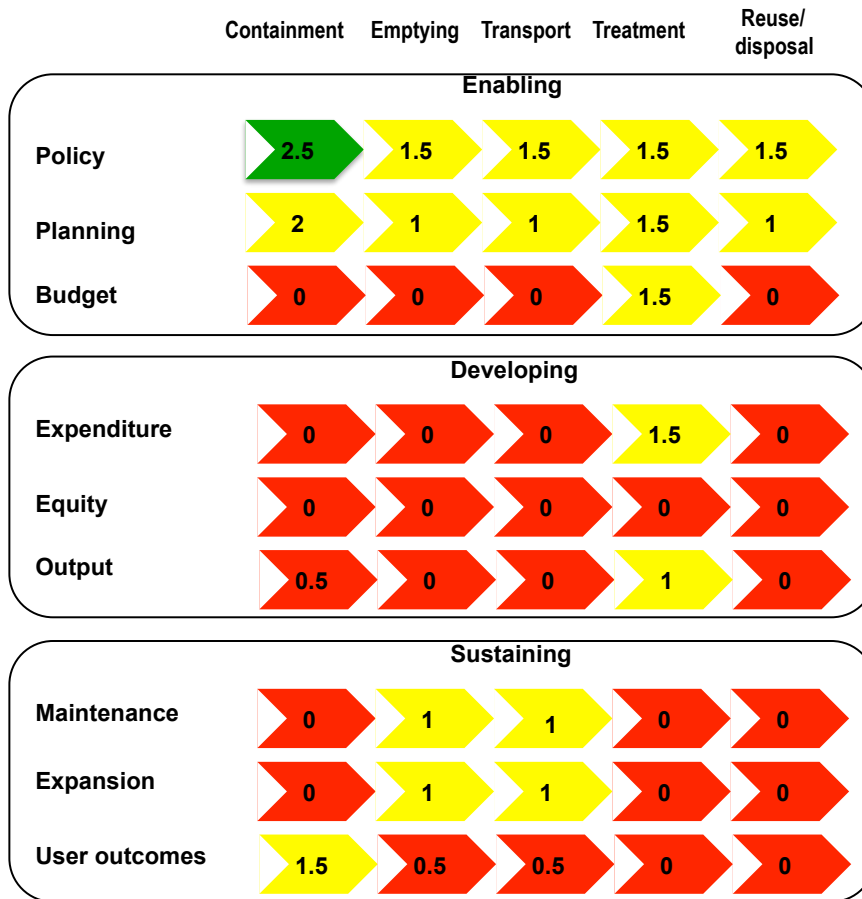 Containment Emptying Transport Treatment Reuse/
disposal
Enabling
Policy 2.5 1.5 1.5 1.5 1.5
Planning 2 1 1 1.5 1
Budget 0 0 0 1.5 0
Developing
Expenditure 0 0 0 1.5 0
Equity 0 0 0 0 0
Output 0.5 0 0 1 0
Sustaining
Maintenance 0 1 1 0 0
Expansion 0 1 1 0 0
User outcomes 1.5 0.5 0.5 0 0